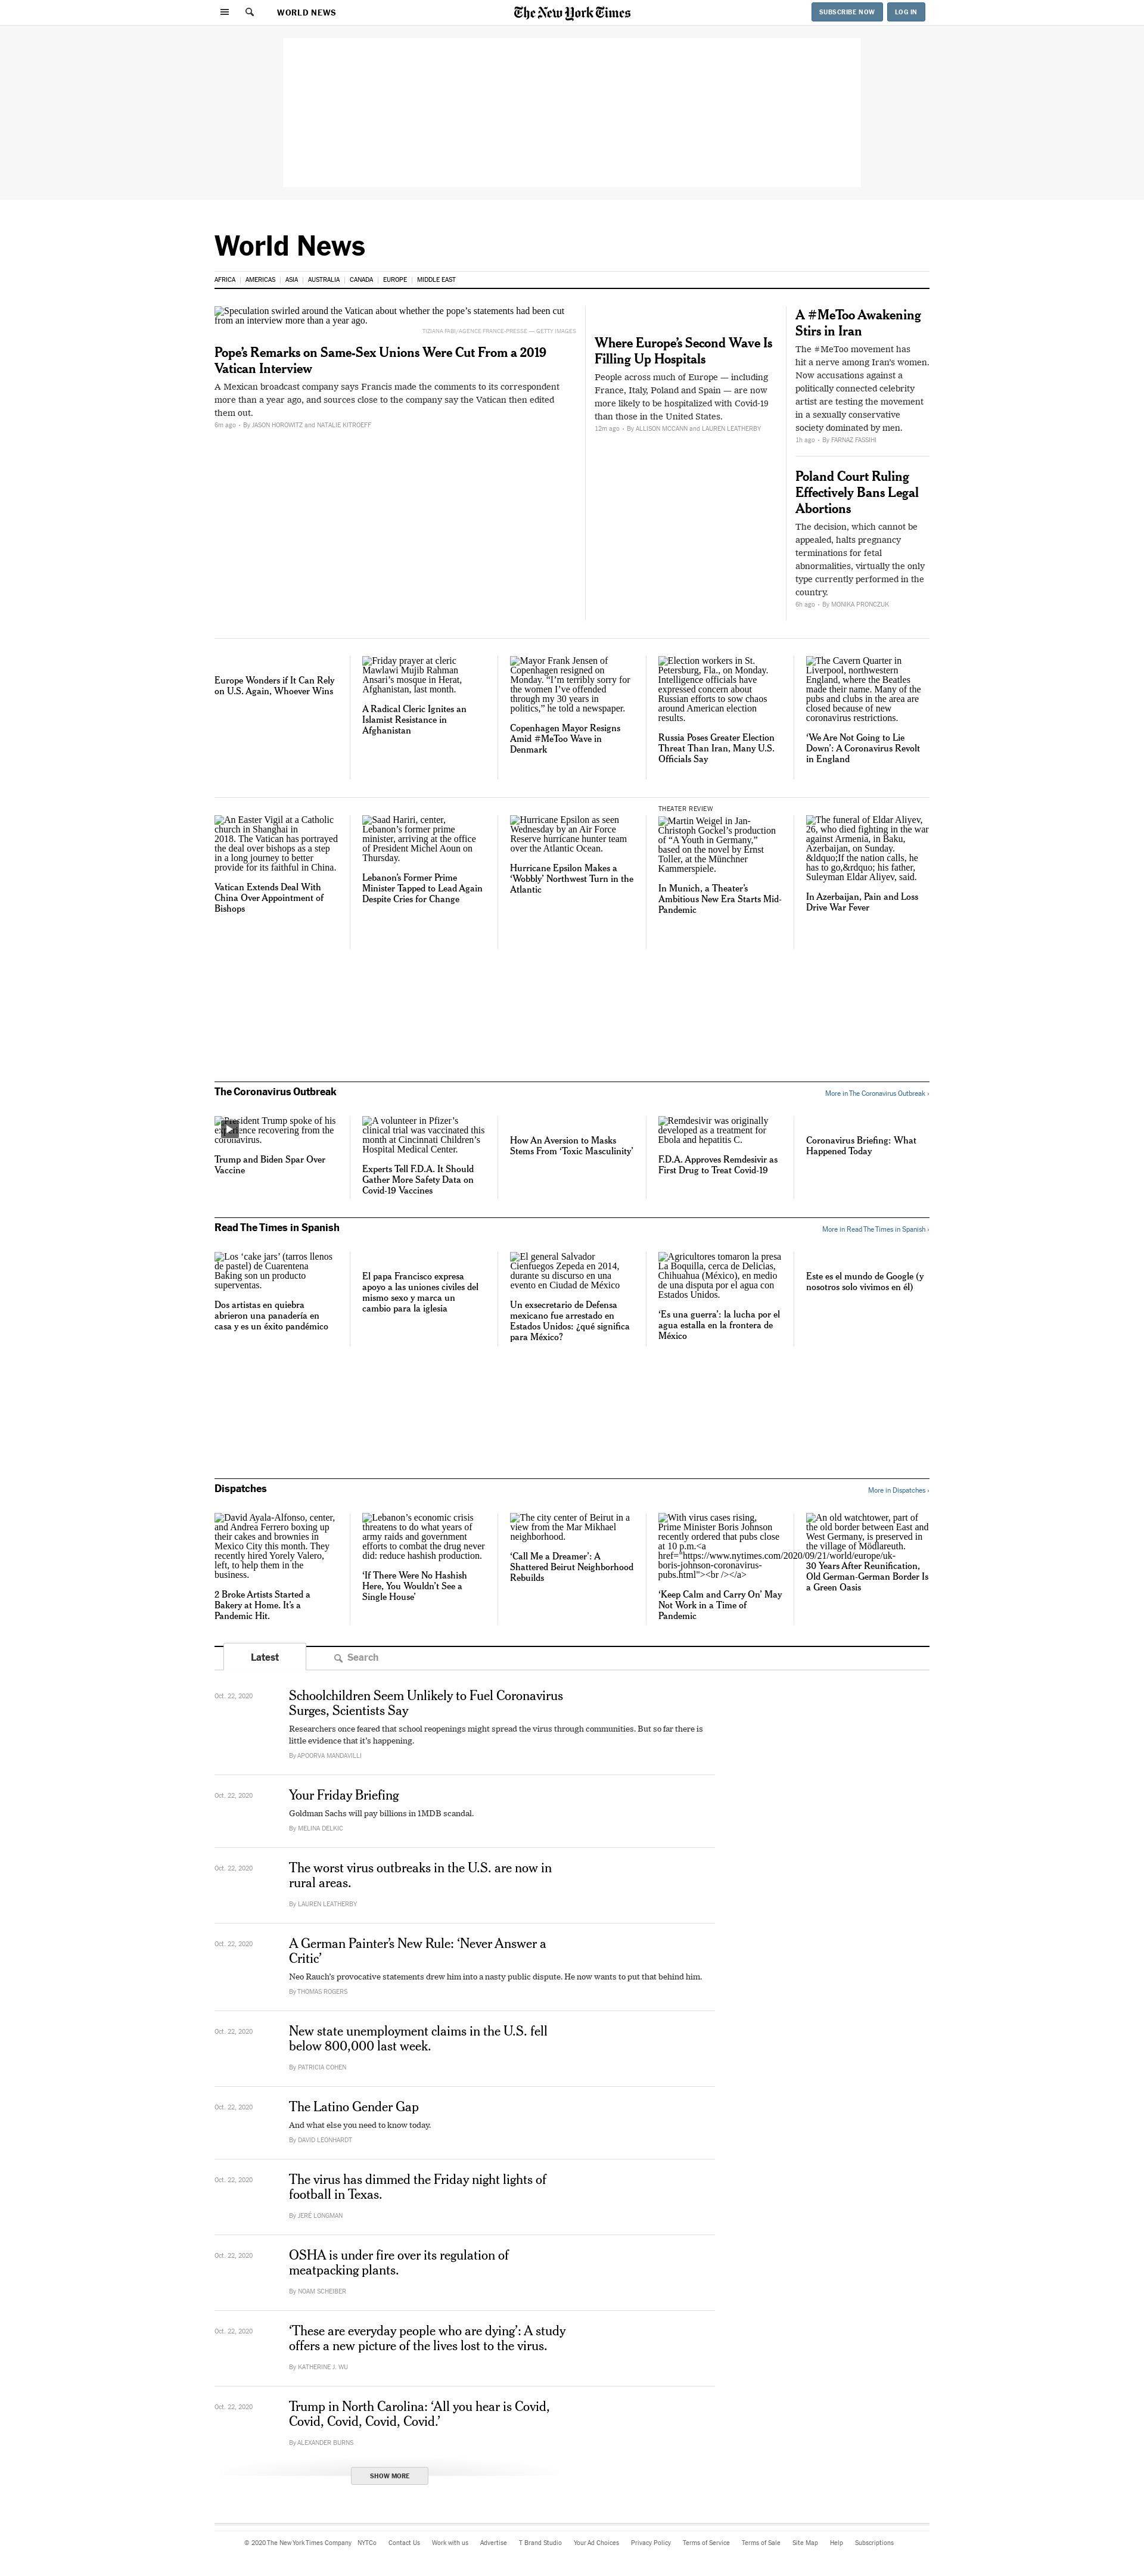 WORLD NEWS
The New York Times
SUBSCRIBE NOW
LOG IN
World News
AFRICA | AMERICAS | ASIA | AUSTRALIA | CANADA | EUROPE | MIDDLE EAST
Speculation swirled around the Vatican about whether the pope's statements had been cut
from an interview more than a year ago.
TIZIANA FABI/AGENCE FRANCE-PRESSE — GETTY IMAGES
Pope's Remarks on Same-Sex Unions Were Cut From a 2019
Vatican Interview
A Mexican broadcast company says Francis made the comments to its correspondent
more than a year ago, and sources close to the company say the Vatican then edited
them out.
6m ago • By JASON HOROWITZ and NATALIE KITROEFF
Where Europe's Second Wave Is
Filling Up Hospitals
People across much of Europe — including
France, Italy, Poland and Spain — are now
more likely to be hospitalized with Covid-19
than those in the United States.
12m ago • By ALLISON MCCANN and LAUREN LEATHERBY
A #MeToo Awakening
Stirs in Iran
The #MeToo movement has
hit a nerve among Iran's women.
Now accusations against a
politically connected celebrity
artist are testing the movement
in a sexually conservative
society dominated by men.
1h ago • By FARNAZ FASSIHI
Poland Court Ruling
Effectively Bans Legal
Abortions
The decision, which cannot be
appealed, halts pregnancy
terminations for fetal
abnormalities, virtually the only
type currently performed in the
country.
6h ago • By MONIKA PRONCZUK
Europe Wonders if It Can Rely
on U.S. Again, Whoever Wins
Friday prayer at cleric
Mawlawi Mujib Rahman
Ansari's mosque in Herat,
Afghanistan, last month.
A Radical Cleric Ignites an
Islamist Resistance in
Afghanistan
Mayor Frank Jensen of
Copenhagen resigned on
Monday. "I'm terribly sorry for
the women I've offended
through my 30 years in
politics," he told a newspaper.
Copenhagen Mayor Resigns
Amid #MeToo Wave in
Denmark
Election workers in St.
Petersburg, Fla., on Monday.
Intelligence officials have
expressed concern about
Russian efforts to sow chaos
around American election
results.
Russia Poses Greater Election
Threat Than Iran, Many U.S.
Officials Say
The Cavern Quarter in
Liverpool, northwestern
England, where the Beatles
made their name. Many of the
pubs and clubs in the area are
closed because of new
coronavirus restrictions.
'We Are Not Going to Lie
Down': A Coronavirus Revolt
in England
An Easter Vigil at a Catholic
church in Shanghai in
2018. The Vatican has portrayed
the deal over bishops as a step
in a long journey to better
provide for its faithful in China.
Vatican Extends Deal With
China Over Appointment of
Bishops
Saad Hariri, center,
Lebanon's former prime
minister, arriving at the office
of President Michel Aoun on
Thursday.
Lebanon's Former Prime
Minister Tapped to Lead Again
Despite Cries for Change
Hurricane Epsilon as seen
Wednesday by an Air Force
Reserve hurricane hunter team
over the Atlantic Ocean.
Hurricane Epsilon Makes a
'Wobbly' Northwest Turn in the
Atlantic
THEATER REVIEW
Martin Weigel in Jan-
Christoph Gockel's production
of "A Youth in Germany,"
based on the novel by Ernst
Toller, at the Münchner
Kammerspiele.
In Munich, a Theater's
Ambitious New Era Starts Mid-
Pandemic
The funeral of Eldar Aliyev,
26, who died fighting in the war
against Armenia, in Baku,
Azerbaijan, on Sunday.
&ldquo;If the nation calls, he
has to go,&rdquo; his father,
Suleyman Eldar Aliyev, said.
In Azerbaijan, Pain and Loss
Drive War Fever
The Coronavirus Outbreak
More in The Coronavirus Outbreak ›
President Trump spoke of his
experience recovering from the
coronavirus.
Trump and Biden Spar Over
Vaccine
A volunteer in Pfizer's
clinical trial was vaccinated this
month at Cincinnati Children's
Hospital Medical Center.
Experts Tell F.D.A. It Should
Gather More Safety Data on
Covid-19 Vaccines
How An Aversion to Masks
Stems From 'Toxic Masculinity'
Remdesivir was originally
developed as a treatment for
Ebola and hepatitis C.
F.D.A. Approves Remdesivir as
First Drug to Treat Covid-19
Coronavirus Briefing: What
Happened Today
Read The Times in Spanish
More in Read The Times in Spanish ›
Los 'cake jars' (tarros llenos
de pastel) de Cuarentena
Baking son un producto
superventas.
Dos artistas en quiebra
abrieron una panadería en
casa y es un éxito pandémico
El papa Francisco expresa
apoyo a las uniones civiles del
mismo sexo y marca un
cambio para la iglesia
El general Salvador
Cienfuegos Zepeda en 2014,
durante su discurso en una
evento en Ciudad de México
Un exsecretario de Defensa
mexicano fue arrestado en
Estados Unidos: ¿qué significa
para México?
Agricultores tomaron la presa
La Boquilla, cerca de Delicias,
Chihuahua (México), en medio
de una disputa por el agua con
Estados Unidos.
'Es una guerra': la lucha por el
agua estalla en la frontera de
México
Este es el mundo de Google (y
nosotros solo vivimos en él)
Dispatches
More in Dispatches ›
David Ayala-Alfonso, center,
and Andrea Ferrero boxing up
their cakes and brownies in
Mexico City this month. They
recently hired Yorely Valero,
left, to help them in the
business.
2 Broke Artists Started a
Bakery at Home. It's a
Pandemic Hit.
Lebanon's economic crisis
threatens to do what years of
army raids and government
efforts to combat the drug never
did: reduce hashish production.
'If There Were No Hashish
Here, You Wouldn't See a
Single House'
The city center of Beirut in a
view from the Mar Mikhael
neighborhood.
'Call Me a Dreamer': A
Shattered Beirut Neighborhood
Rebuilds
With virus cases rising,
Prime Minister Boris Johnson
recently ordered that pubs close
at 10 p.m.<a
href="https://www.nytimes.com/2020/09/21/world/europe/uk-
boris-johnson-coronavirus-
pubs.html"><br /></a>
'Keep Calm and Carry On' May
Not Work in a Time of
Pandemic
An old watchtower, part of
the old border between East and
West Germany, is preserved in
the village of Mödlareuth.
30 Years After Reunification,
Old German-German Border Is
a Green Oasis
Latest
Search
Oct. 22, 2020
Schoolchildren Seem Unlikely to Fuel Coronavirus
Surges, Scientists Say
Researchers once feared that school reopenings might spread the virus through communities. But so far there is
little evidence that it's happening.
By APOORVA MANDAVILLI
Oct. 22, 2020
Your Friday Briefing
Goldman Sachs will pay billions in 1MDB scandal.
By MELINA DELKIC
Oct. 22, 2020
The worst virus outbreaks in the U.S. are now in
rural areas.
By LAUREN LEATHERBY
Oct. 22, 2020
A German Painter's New Rule: 'Never Answer a
Critic'
Neo Rauch's provocative statements drew him into a nasty public dispute. He now wants to put that behind him.
By THOMAS ROGERS
Oct. 22, 2020
New state unemployment claims in the U.S. fell
below 800,000 last week.
By PATRICIA COHEN
Oct. 22, 2020
The Latino Gender Gap
And what else you need to know today.
By DAVID LEONHARDT
Oct. 22, 2020
The virus has dimmed the Friday night lights of
football in Texas.
By JERÉ LONGMAN
Oct. 22, 2020
OSHA is under fire over its regulation of
meatpacking plants.
By NOAM SCHEIBER
Oct. 22, 2020
'These are everyday people who are dying': A study
offers a new picture of the lives lost to the virus.
By KATHERINE J. WU
Oct. 22, 2020
Trump in North Carolina: 'All you hear is Covid,
Covid, Covid, Covid, Covid.'
By ALEXANDER BURNS
SHOW MORE
© 2020 The New York Times Company NYTCo Contact Us Work with us Advertise T Brand Studio Your Ad Choices Privacy Policy Terms of Service Terms of Sale Site Map Help Subscriptions